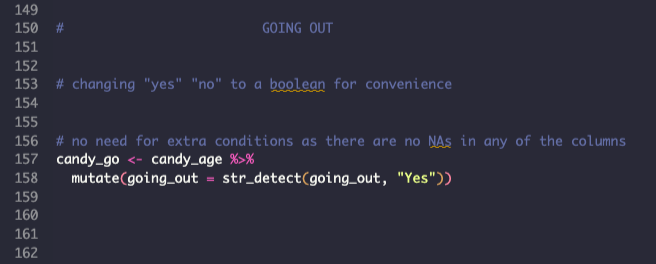 149
150 # GOING OUT
151
152
153 # changing "yes" "no" to a boolean for convenience
154
155
156 # no need for extra conditions as there are no NAs in any of the columns
157 candy_go <- candy_age %>%
158 mutate(going_out = str_detect(going_out, "Yes"))
159
160
161
162